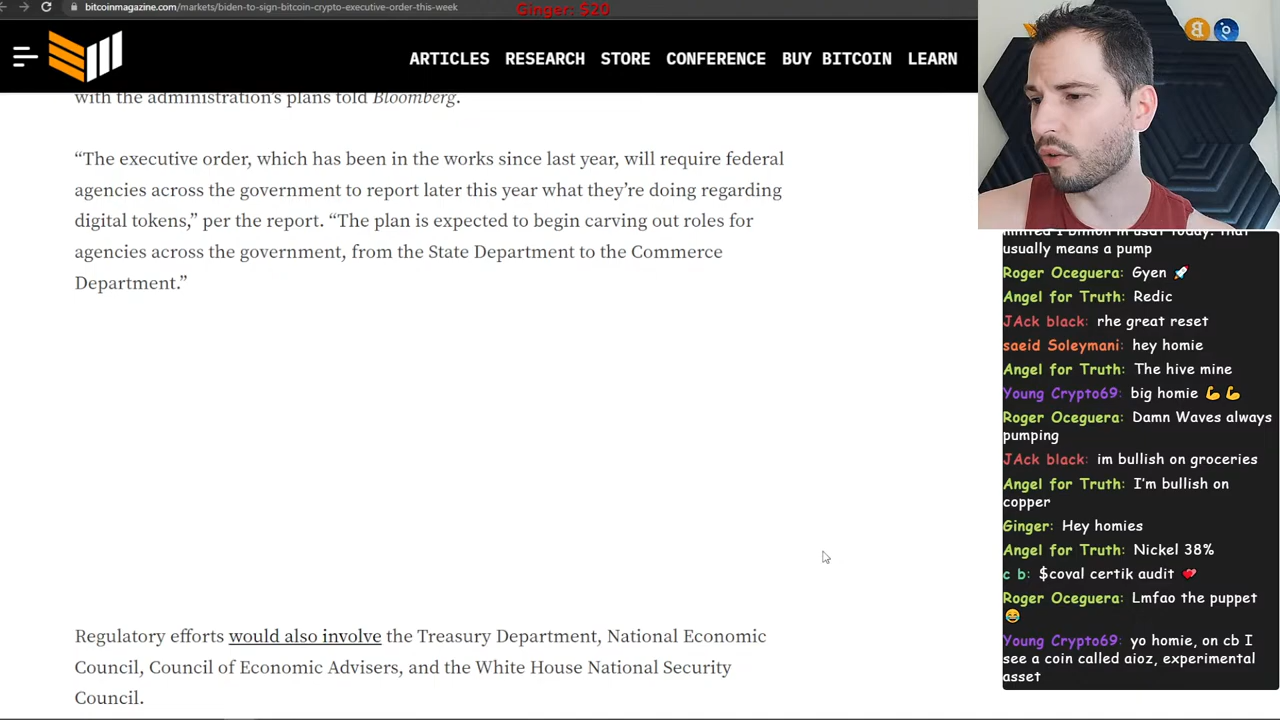 bitcoinmagazine.com/markets/biden-to-sign-bitcoin-crypto-executive-order-this-week
Ginger: $20
ARTICLES RESEARCH STORE CONFERENCE BUY BITCOIN LEARN
with the administration's plans told Bloomberg.
“The executive order, which has been in the works since last year, will require federal
agencies across the government to report later this year what they’re doing regarding
digital tokens,” per the report. “The plan is expected to begin carving out roles for
agencies across the government, from the State Department to the Commerce
Department.”
Regulatory efforts would also involve the Treasury Department, National Economic
Council, Council of Economic Advisers, and the White House National Security
Council.
minted 1 billion in usdt today. that
usually means a pump
Roger Oceguera: Gyen 🚀
Angel for Truth: Redic
JAck black: rhe great reset
saeid Soleymani: hey homie
Angel for Truth: The hive mine
Young Crypto69: big homie 💪 💪
Roger Oceguera: Damn Waves always
pumping
JAck black: im bullish on groceries
Angel for Truth: I’m bullish on
copper
Ginger: Hey homies
Angel for Truth: Nickel 38%
c b: $coval certik audit 💕
Roger Oceguera: Lmfao the puppet
😂
Young Crypto69: yo homie, on cb I
see a coin called aioz, experimental
asset